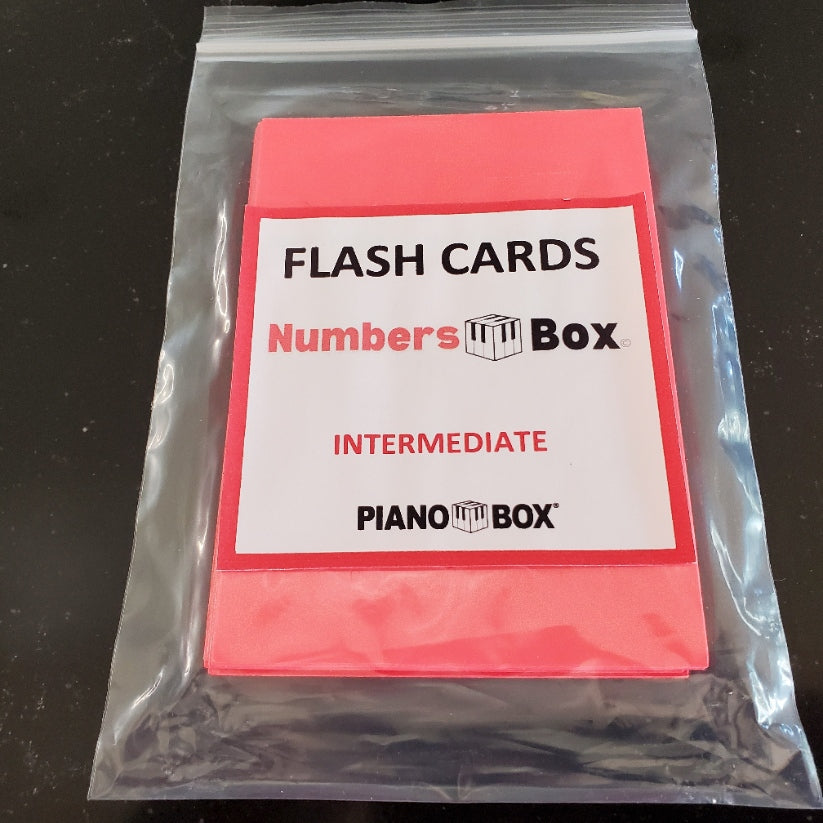 FLASH CARDS
Numbers Box©
INTERMEDIATE
PIANO BOX®